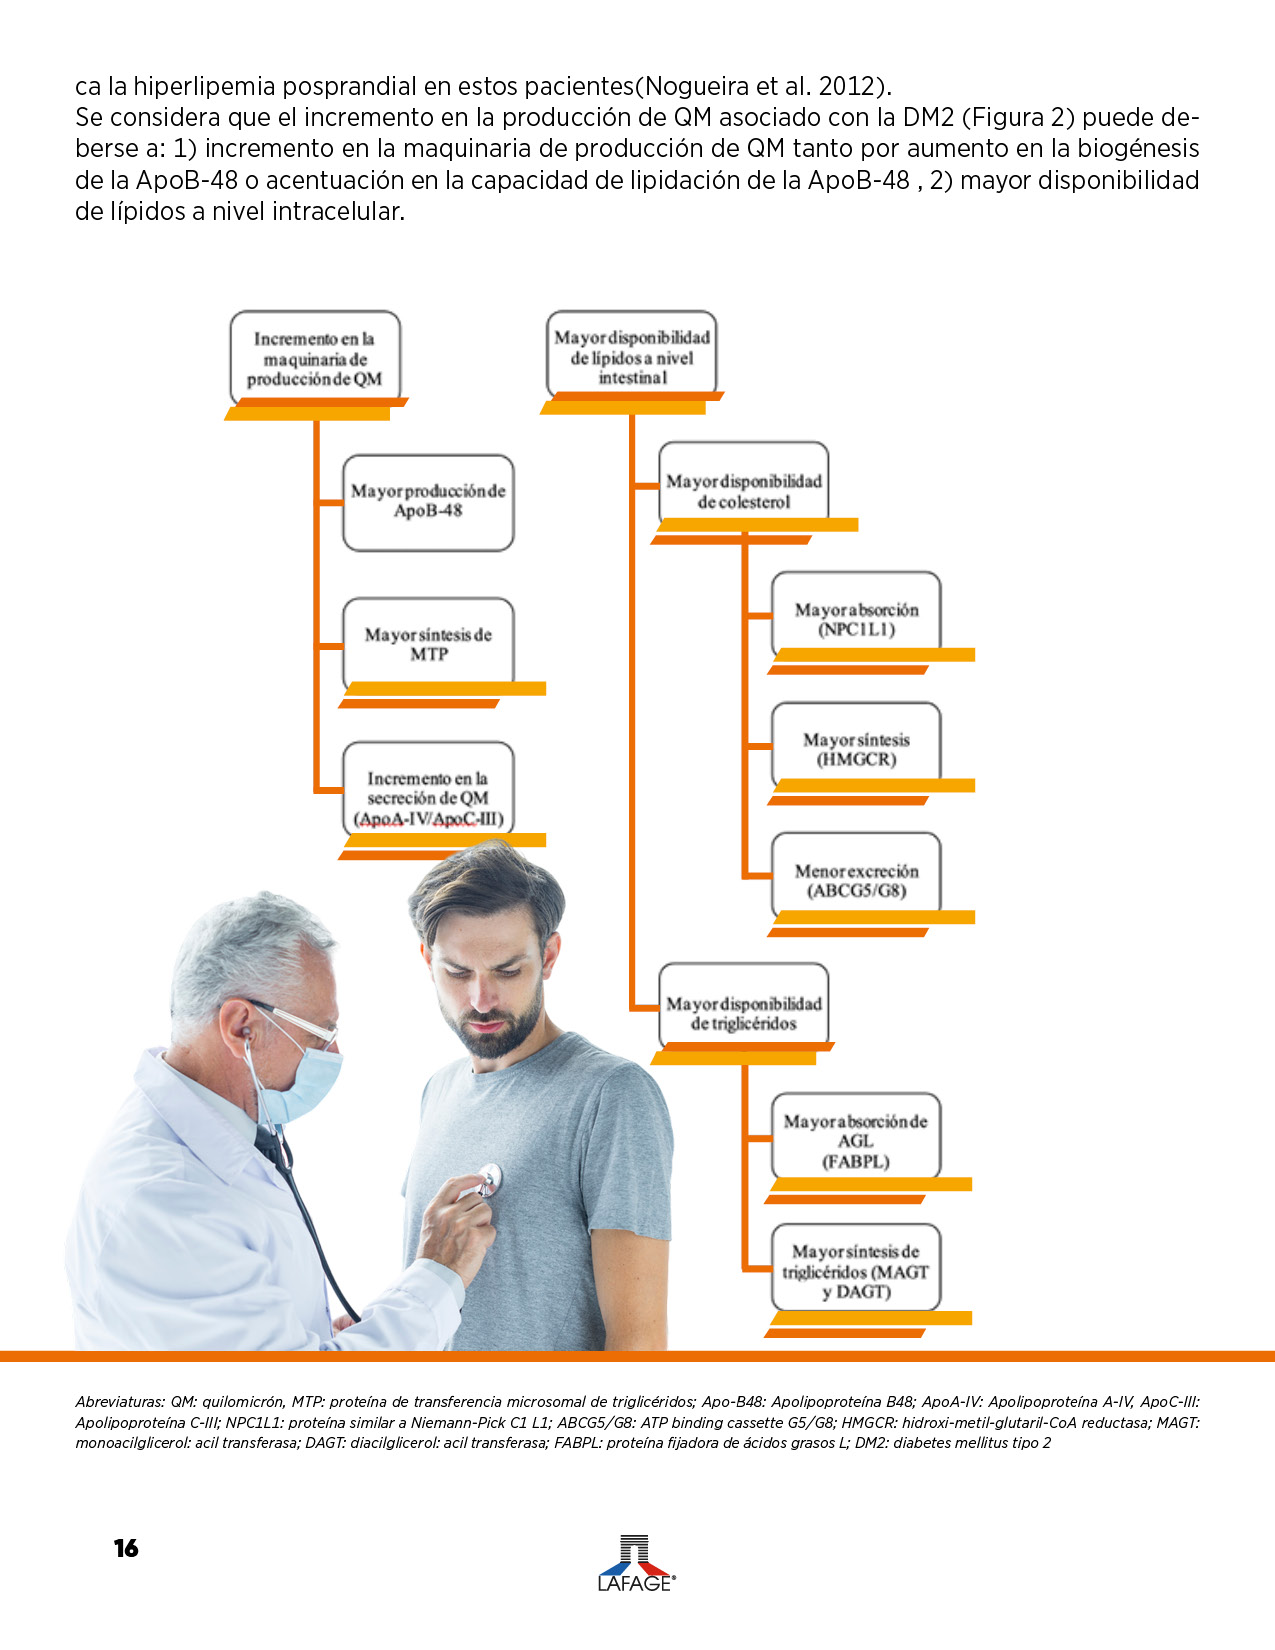 ca la hiperlipemia posprandial en estos pacientes(Nogueira et al. 2012).
Se considera que el incremento en la producción de QM asociado con la DM2 (Figura 2) puede de-
berse a: 1) incremento en la maquinaria de producción de QM tanto por aumento en la biogénesis
de la ApoB-48 o acentuación en la capacidad de lipidación de la ApoB-48 , 2) mayor disponibilidad
de lípidos a nivel intracelular.
Incremento en la
maquinaria de
producción de QM
Mayor producción de
ApoB-48
Mayor síntesis de
MTP
Incremento en la
secreción de QM
(ApoA-IV/ApoC-III)
Mayor disponibilidad
de lípidos a nivel
intestinal
Mayor disponibilidad
de colesterol
Mayor absorción
(NPC1L1)
Mayor síntesis
(HMGCR)
Menor excreción
(ABCG5/G8)
Mayor disponibilidad
de triglicéridos
Mayor absorción de
AGL
(FABPL)
Mayor síntesis de
triglicéridos (MAGT
y DAGT)
Abreviaturas: QM: quilomicrón, MTP: proteína de transferencia microsomal de triglicéridos; Apo-B48: Apolipoproteína B48; ApoA-IV: Apolipoproteína A-IV, ApoC-III:
Apolipoproteína C-III; NPC1L1: proteína similar a Niemann-Pick C1 L1; ABCG5/G8: ATP binding cassette G5/G8; HMGCR: hidroxi-metil-glutaril-CoA reductasa; MAGT:
monoacilglicerol: acil transferasa; DAGT: diacilglicerol: acil transferasa; FABPL: proteína fijadora de ácidos grasos L; DM2: diabetes mellitus tipo 2
16
LAFAGE®